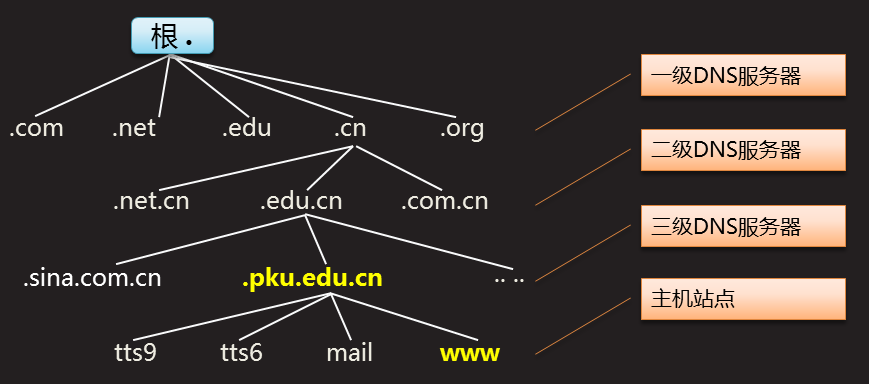 根 .
一级DNS服务器
.com .net .edu .cn .org
二级DNS服务器
.net.cn .edu.cn .com.cn
三级DNS服务器
.sina.com.cn .pku.edu.cn .. ..
主机站点
tts9 tts6 mail www